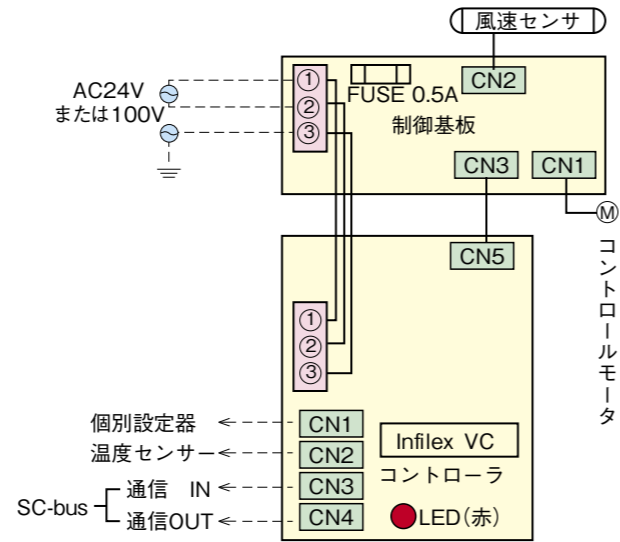 風速センサ
①
②
③
FUSE 0.5A
CN2
制御基板
CN3
CN1
AC24V
または100V
M
コントロールモータ
CN5
①
②
③
個別設定器
CN1
温度センサー
CN2
SC-bus
通信 IN
CN3
通信OUT
CN4
Infilex VC
コントローラ
LED(赤)